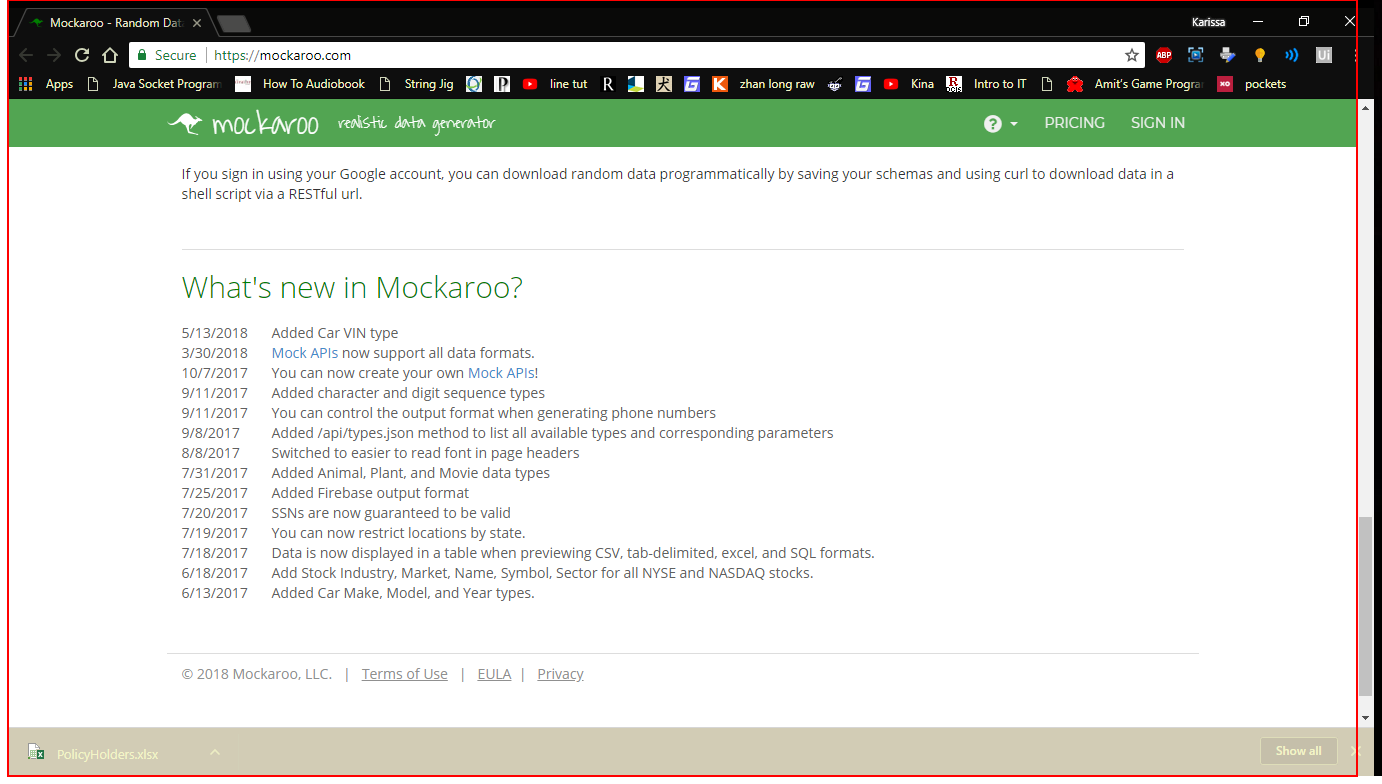 Mockaroo - Random Dat
Karissa
Secure https://mockaroo.com
ABP
Ui
Apps Java Socket Program How To Audiobook String Jig P line tut R 犬 G K zhan long raw G Kina Intro to IT Amit's Game Progra XO pockets
mockaroo realistic data generator ? PRICING SIGN IN
If you sign in using your Google account, you can download random data programmatically by saving your schemas and using curl to download data in a
shell script via a RESTful url.
What's new in Mockaroo?
5/13/2018 Added Car VIN type
3/30/2018 Mock APIs now support all data formats.
10/7/2017 You can now create your own Mock APIs!
9/11/2017 Added character and digit sequence types
9/11/2017 You can control the output format when generating phone numbers
9/8/2017 Added /api/types.json method to list all available types and corresponding parameters
8/8/2017 Switched to easier to read font in page headers
7/31/2017 Added Animal, Plant, and Movie data types
7/25/2017 Added Firebase output format
7/20/2017 SSNs are now guaranteed to be valid
7/19/2017 You can now restrict locations by state.
7/18/2017 Data is now displayed in a table when previewing CSV, tab-delimited, excel, and SQL formats.
6/18/2017 Add Stock Industry, Market, Name, Symbol, Sector for all NYSE and NASDAQ stocks.
6/13/2017 Added Car Make, Model, and Year types.
© 2018 Mockaroo, LLC. | Terms of Use | EULA | Privacy
PolicyHolders.xlsx Show all